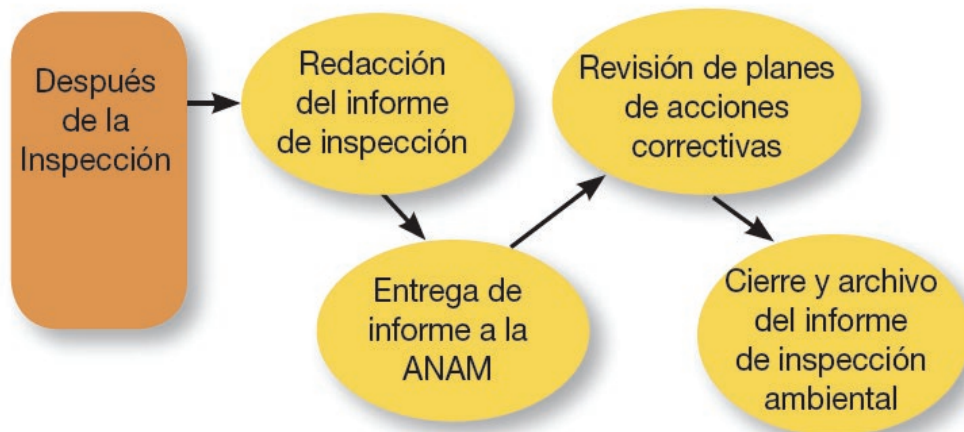 Después
de la
Inspección
Redacción
del informe
de inspección
Entrega de
informe a la
ANAM
Revisión de planes
de acciones
correctivas
Cierre y archivo
del informe
de inspección
ambiental